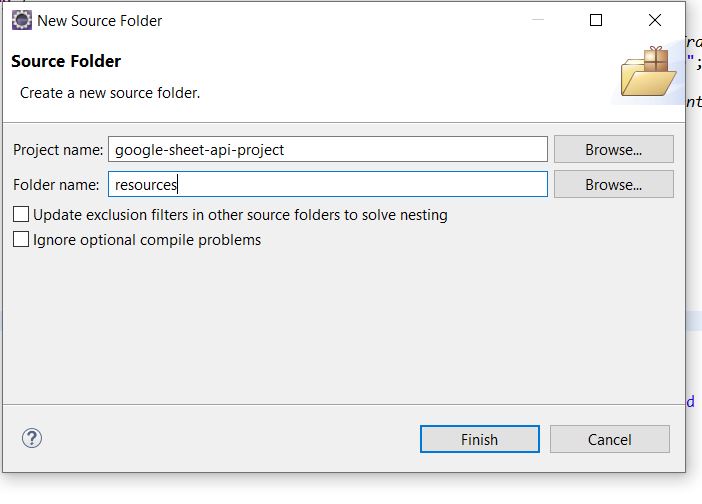 New Source Folder
Source Folder
Create a new source folder.
Project name: google-sheet-api-project Browse...
Folder name: resources Browse...
Update exclusion filters in other source folders to solve nesting
Ignore optional compile problems
Finish Cancel